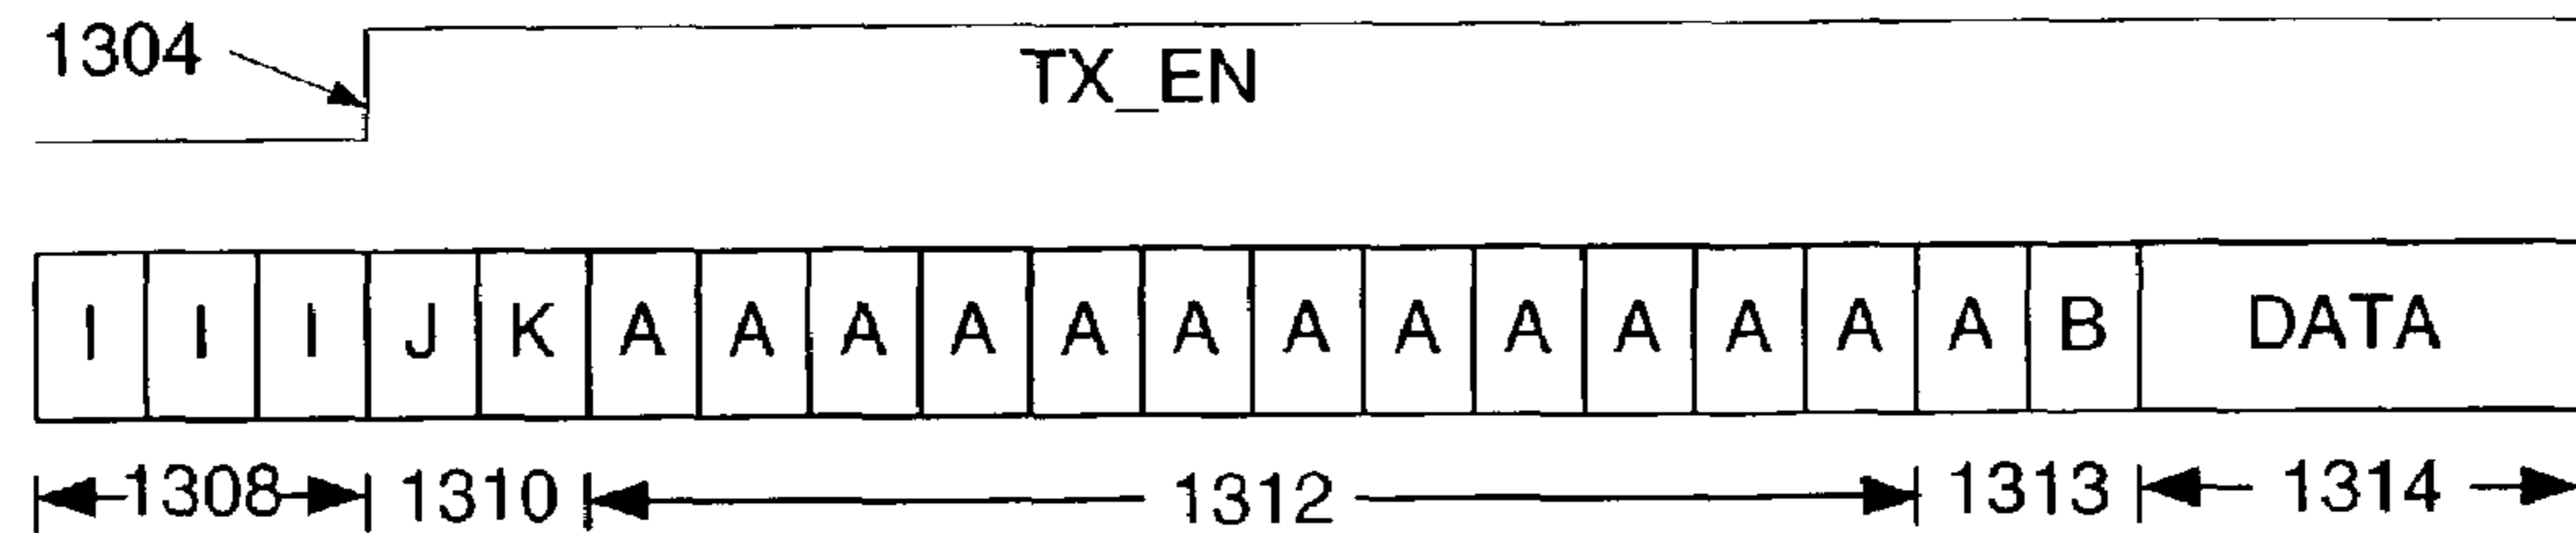 1304
TX_EN
I I I J K A A A A A A A A A A A A A B DATA
1308 1310 1312 1313 1314